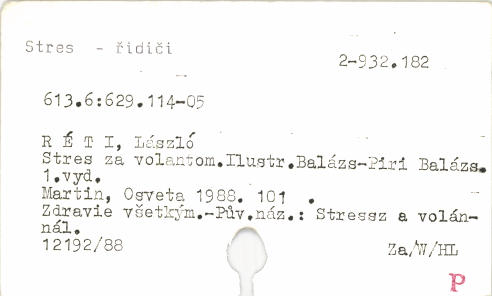 Stres - řidiči
2-932.182
613.6:629.114-05
R É T I, László
Stres za volantom.Ilustr.Balázs-Piri Balázs.
1.vyd.
Martin, Osveta 1988. 101 .
Zdravie všetkým.-Pův.náz.: Stressz a volán-
nál.
12192/88
Za/W/HL
p